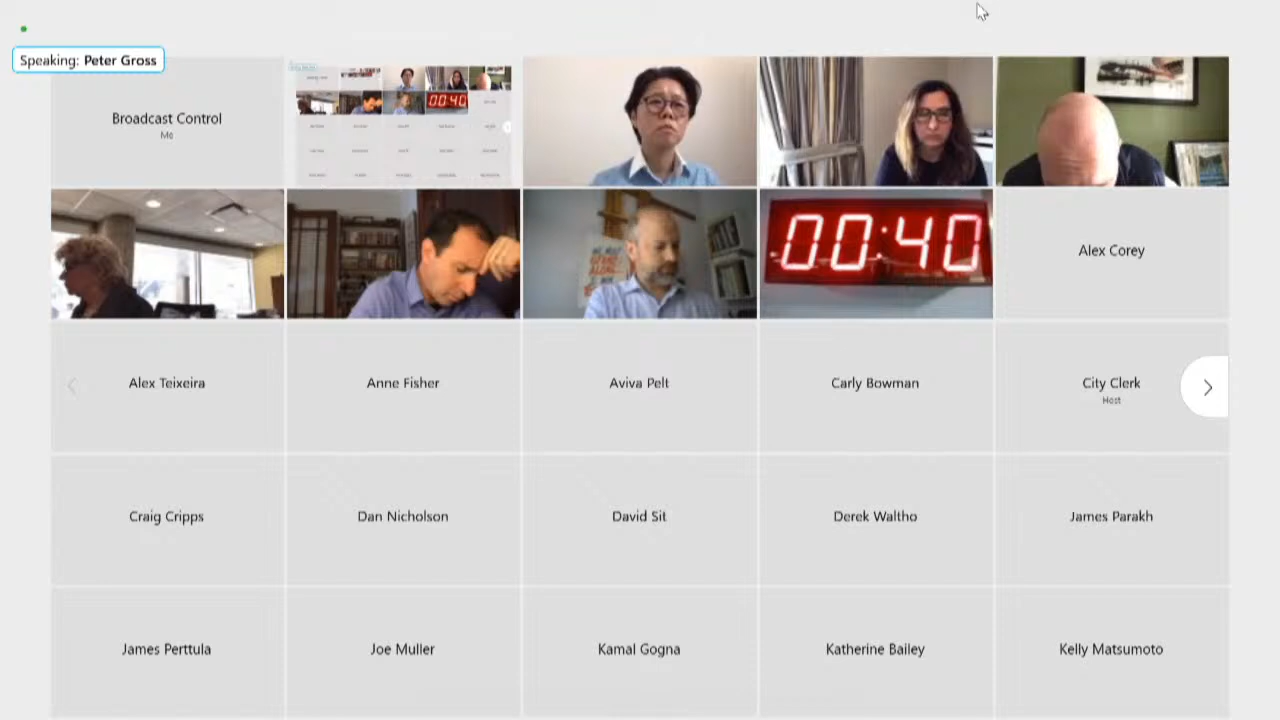 Speaking: Peter Gross
Broadcast Control
Me
00:40
00:40
Alex Corey
Alex Teixeira
Anne Fisher
Aviva Pelt
Carly Bowman
City Clerk
Host
Craig Cripps
Dan Nicholson
David Sit
Derek Waltho
James Parakh
James Perttula
Joe Muller
Kamal Gogna
Katherine Bailey
Kelly Matsumoto